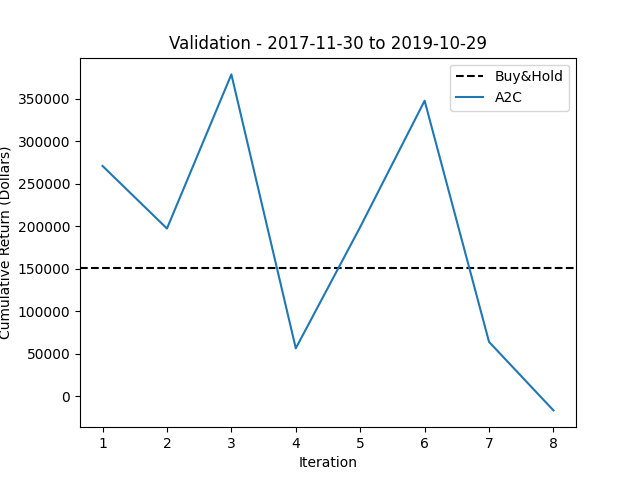 Validation - 2017-11-30 to 2019-10-29
Buy&Hold
A2C
Cumulative Return (Dollars)
350000
300000
250000
200000
150000
100000
50000
0
1 2 3 4 5 6 7 8
Iteration